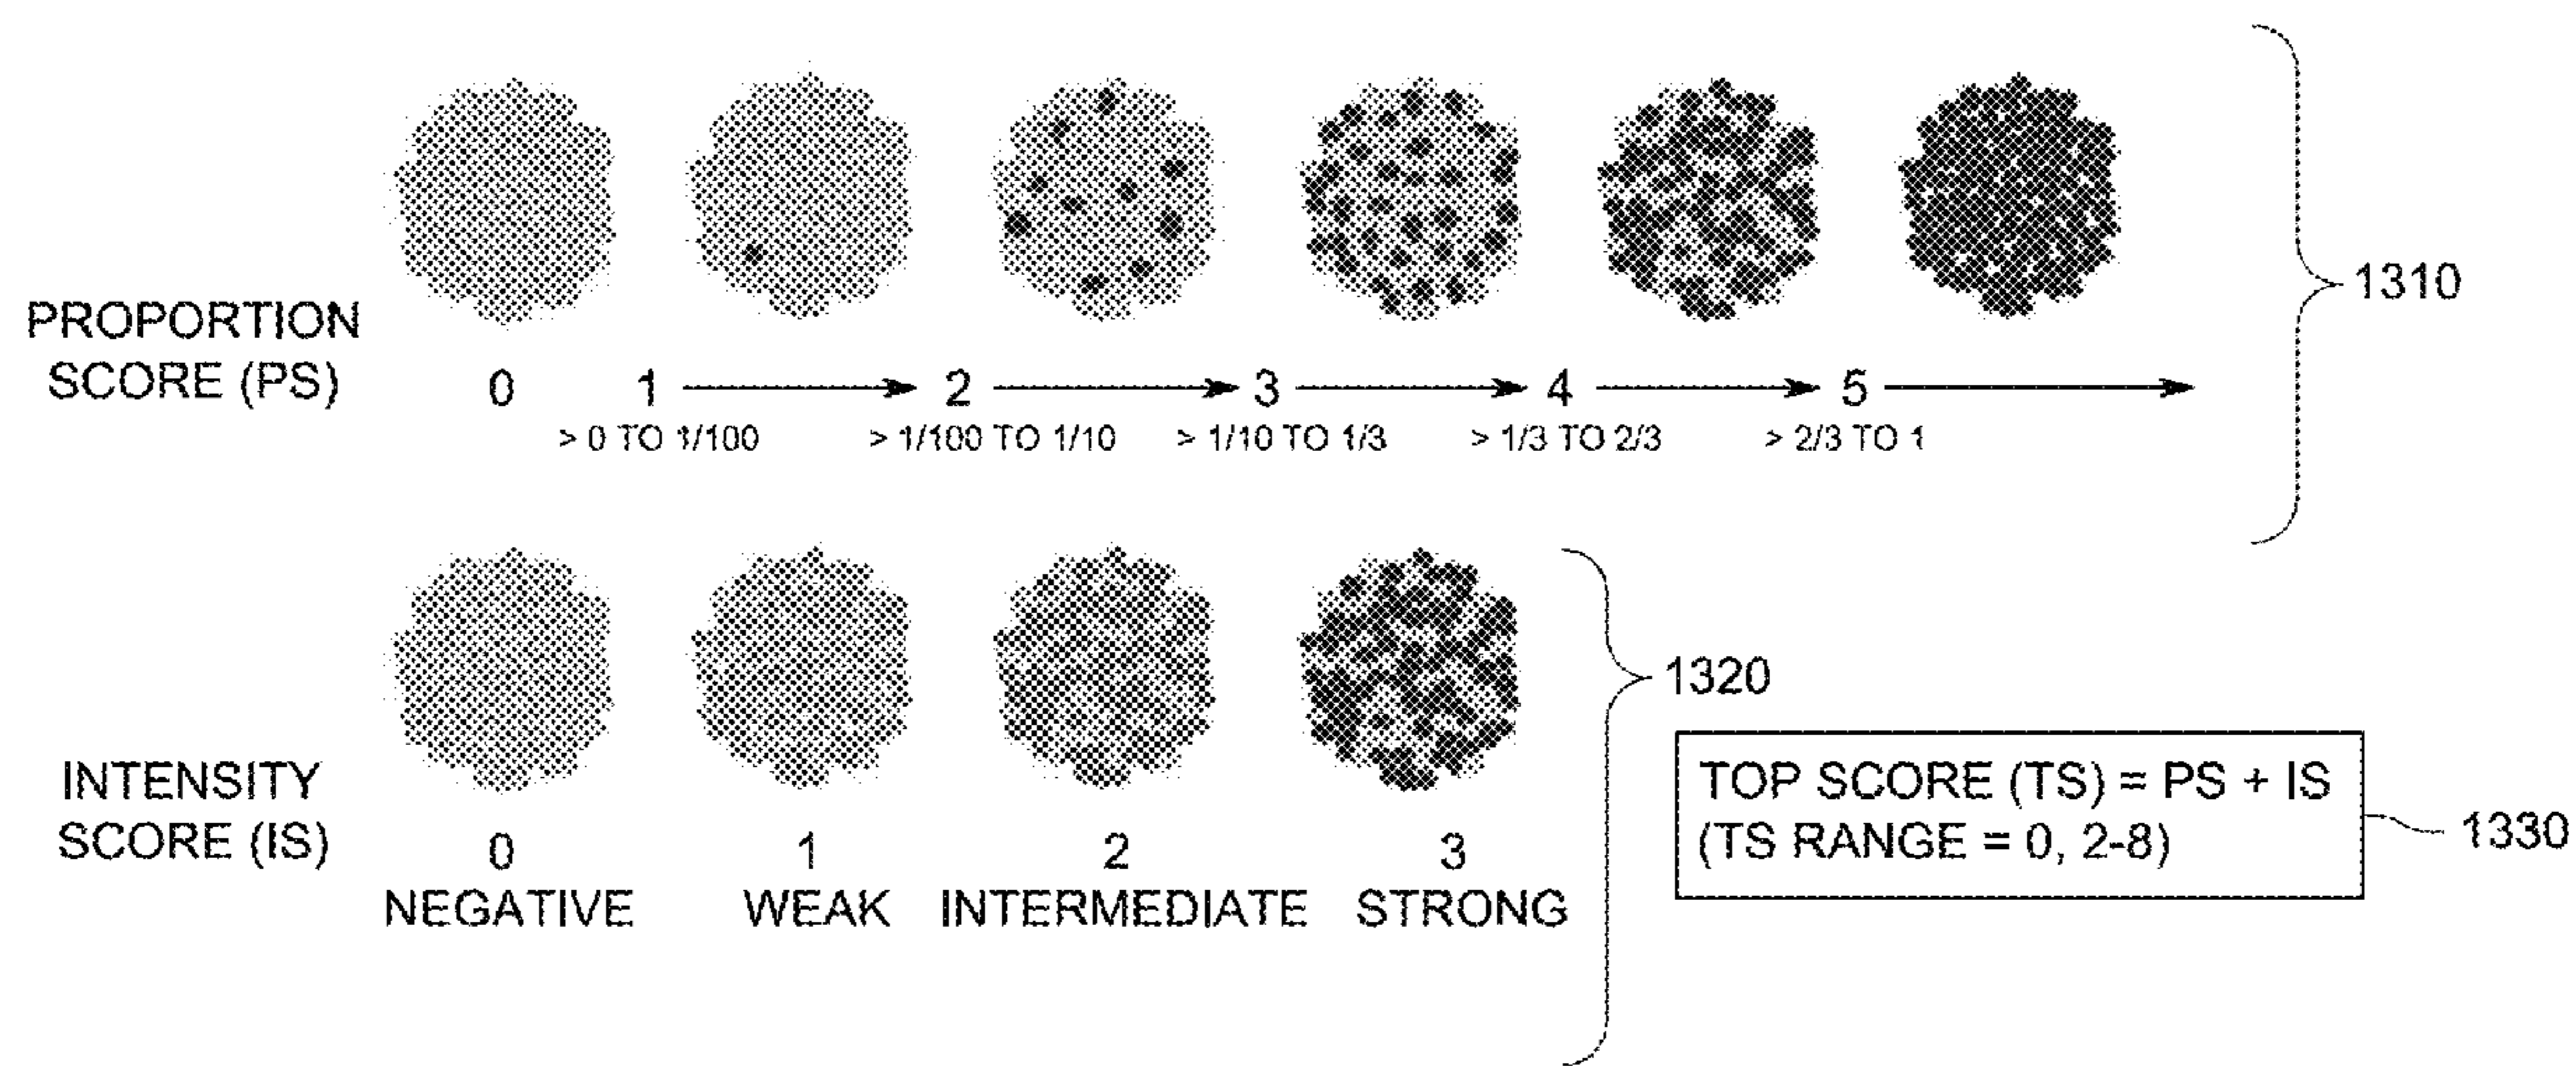 PROPORTION
SCORE (PS)
0 1 2 3 4 5
> 0 TO 1/100 > 1/100 TO 1/10 > 1/10 TO 1/3 > 1/3 TO 2/3 > 2/3 TO 1
1310
INTENSITY
SCORE (IS)
0 1 2 3
NEGATIVE WEAK INTERMEDIATE STRONG
1320
TOP SCORE (TS) = PS + IS
(TS RANGE = 0, 2-8)
1330